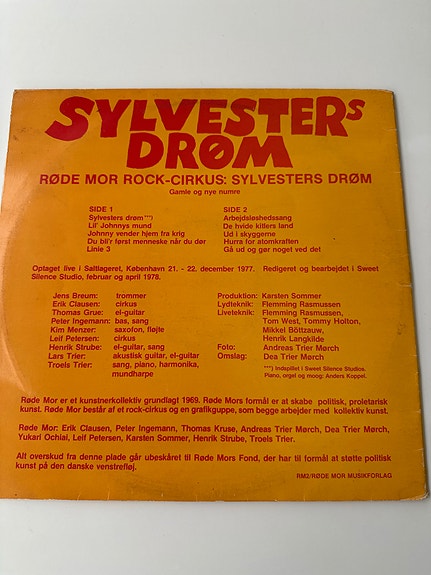 SYLVESTERS
DRØM
RØDE MOR ROCK-CIRKUS: SYLVESTERS DRØM
Gamle og nye numre
SIDE 1
Sylvesters drøm***)
Lil' Johnnys mund
Johnny vender hjem fra krig
Du bli'r først menneske når du dør
Linie 3
SIDE 2
Arbejdsløshedssang
De hvide kitlers land
Ud i skyggerne
Hurra for atomkraften
Gå ud og gør noget ved det
Optaget live i Saltlageret, København 21. - 22. december 1977. Redigeret og bearbejdet i Sweet
Silence Studio, februar og april 1978.
Jens Breum: trommer
Erik Clausen: cirkus
Thomas Grue: el-guitar
Peter Ingemann: bas, sang
Kim Menzer: saxofon, fløjte
Leif Petersen: cirkus
Henrik Strube: el-guitar, sang
Lars Trier: akustisk guitar, el-guitar
Troels Trier: sang, piano, harmonika,
mundharpe
Produktion: Karsten Sommer
Lydteknik: Flemming Rasmussen
Liveteknik: Flemming Rasmussen,
Tom West, Tommy Holton,
Mikkel Böttzauw,
Henrik Langkilde
Foto: Andreas Trier Mørch
Omslag: Dea Trier Mørch
***) Indspillet i Sweet Silence Studios.
Piano, orgel og moog: Anders Koppel.
Røde Mor er et kunstnerkollektiv grundlagt 1969. Røde Mors formål er at skabe politisk, proletarisk
kunst. Røde Mor består af et rock-cirkus og en grafikgruppe, som begge arbejder med kollektiv kunst.
Røde Mor: Erik Clausen, Peter Ingemann, Thomas Kruse, Andreas Trier Mørch, Dea Trier Mørch,
Yukari Ochiai, Leif Petersen, Karsten Sommer, Henrik Strube, Troels Trier.
Alt overskud fra denne plade går ubeskåret til Røde Mors Fond, der har til formål at støtte politisk
kunst på den danske venstrefløj.
RM2/RØDE MOR MUSIKFORLAG